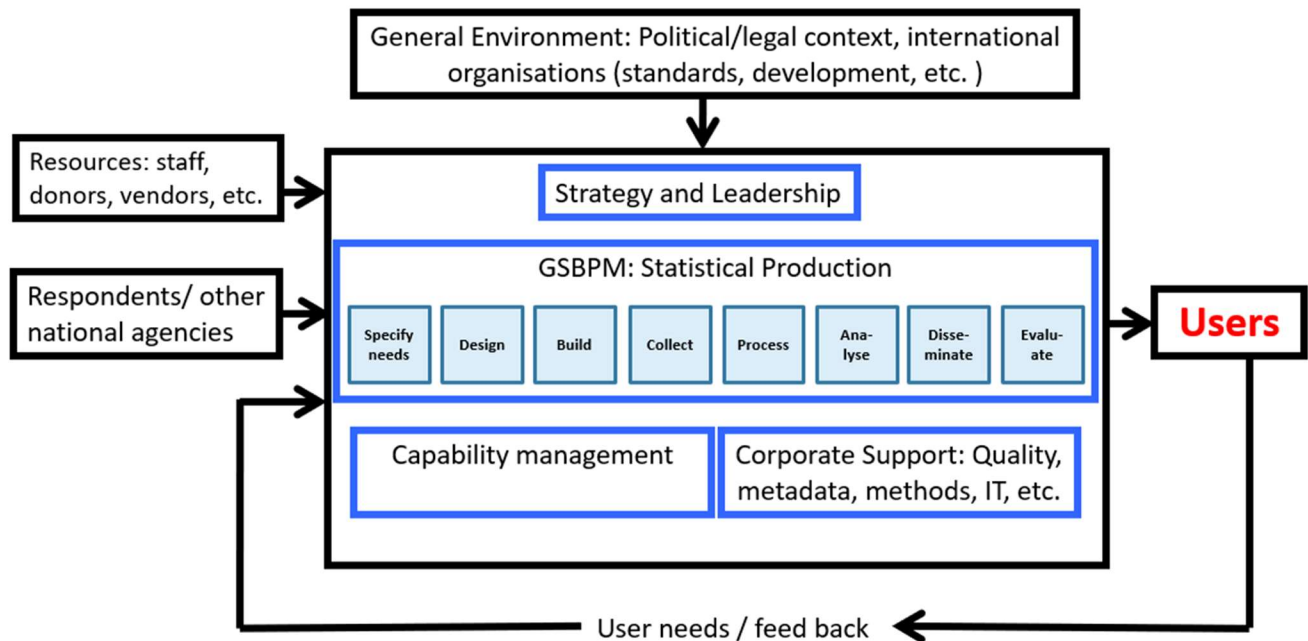 General Environment: Political/legal context, international
organisations (standards, development, etc. )
Resources: staff,
donors, vendors, etc.
Strategy and Leadership
Respondents/ other
national agencies
GSBPM: Statistical Production
Specify
needs
Design
Build
Collect
Process
Ana-
lyse
Disse-
minate
Evalu-
ate
Users
Capability management
Corporate Support: Quality,
metadata, methods, IT, etc.
User needs / feed back